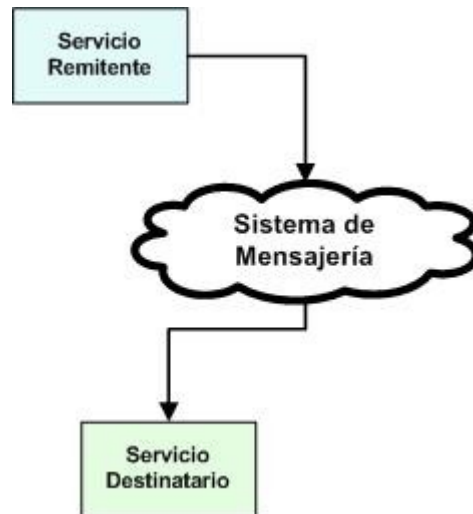 Servicio
Remitente
Sistema de
Mensajería
Servicio
Destinatario